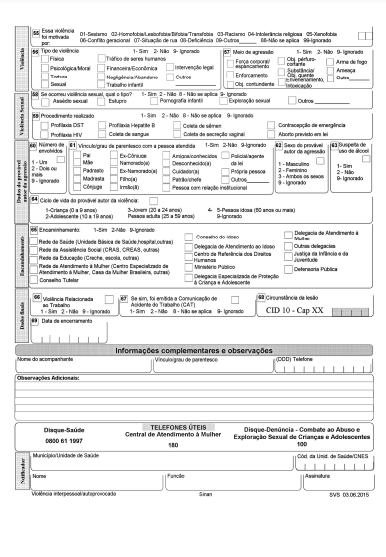 55 Essa violência foi motivada por: 01-Sexismo 02-Homofobia/Lesbofobia/Bifobia/Transfobia 03-Racismo 04-Intolerância religiosa 05-Xenofobia
06-Conflito geracional 07-Situação de rua 08-Deficiência 09-Outros 88-Não se aplica 99-Ignorado
Violência
56 Tipo de violência 1- Sim 2- Não 9- Ignorado
Física Tráfico de seres humanos
Psicológica/Moral Financeira/Econômica Intervenção legal
Tortura Negligência/Abandono Outros
Sexual Trabalho infantil
57 Meio de agressão 1- Sim 2- Não 9- Ignorado
Força corporal/espancamento Obj. pérfuro-cortante Arma de fogo
Enforcamento Substância/Obj. quente Ameaça
Obj. contundente Envenenamento, Intoxicação Outro
Violência Sexual
58 Se ocorreu violência sexual, qual o tipo? 1- Sim 2 - Não 8 - Não se aplica 9- Ignorado
Assédio sexual Estupro Pornografia infantil Exploração sexual Outros
59 Procedimento realizado 1- Sim 2 - Não 8 - Não se aplica 9- Ignorado
Profilaxia DST Profilaxia Hepatite B Coleta de sêmen Contracepção de emergência
Profilaxia HIV Coleta de sangue Coleta de secreção vaginal Aborto previsto em lei
Dados do provável autor da agressão
60 Número de envolvidos
1 - Um
2 - Dois ou mais
9 - Ignorado
61 Vínculo/grau de parentesco com a pessoa atendida 1- Sim 2-Não 9- Ignorado
Pai Ex-Cônjuge Amigos/conhecidos Policial/agente da lei
Mãe Namorado(a) Desconhecido(a)
Padrasto Ex-Namorado(a) Cuidador(a) Própria pessoa
Madrasta Filho(a) Patrão/chefe Outros
Cônjuge Irmão(ã) Pessoa com relação institucional
62 Sexo do provável autor da agressão
1 - Masculino
2 - Feminino
3 - Ambos os sexos
9 - Ignorado
63 Suspeita de uso de álcool
1- Sim
2 - Não
9- Ignorado
64 Ciclo de vida do provável autor da violência:
1-Criança (0 a 9 anos) 3-Jovem (20 a 24 anos) 4- 5-Pessoa idosa (60 anos ou mais)
2-Adolescente (10 a 19 anos) Pessoa adulta (25 a 59 anos) 9-Ignorado
Encaminhamento
65 Encaminhamento: 1-Sim 2-Não 9- Ignorado
Rede da Saúde (Unidade Básica de Saúde,hospital,outras)
Rede da Assistência Social (CRAS, CREAS, outras)
Rede da Educação (Creche, escola, outras)
Rede de Atendimento à Mulher (Centro Especializado de Atendimento à Mulher, Casa da Mulher Brasileira, outras)
Conselho Tutelar
Conselho do Idoso
Delegacia de Atendimento ao Idoso
Centro de Referência dos Direitos Humanos
Ministério Público
Delegacia Especializada de Proteção à Criança e Adolescente
Delegacia de Atendimento à Mulher
Outras delegacias
Justiça da Infância e da Juventude
Defensoria Pública
Dados finais
66 Violência Relacionada ao Trabalho
1 - Sim 2 - Não 9 - Ignorado
67 Se sim, foi emitida a Comunicação de Acidente do Trabalho (CAT)
1- Sim 2 - Não 8 - Não se aplica 9- Ignorado
68 Circunstância da lesão
CID 10 - Cap XX
69 Data de encerramento
Informações complementares e observações
Nome do acompanhante Vínculo/grau de parentesco (DDD) Telefone
Observações Adicionais:
Disque-Saúde
0800 61 1997
TELEFONES ÚTEIS
Central de Atendimento à Mulher
180
Disque-Denúncia - Combate ao Abuso e
Exploração Sexual de Crianças e Adolescentes
100
Notificador
Município/Unidade de Saúde Cód. da Unid. de Saúde/CNES
Nome Função Assinatura
Violência interpessoal/autoprovocada Sinan SVS 03.06.2015